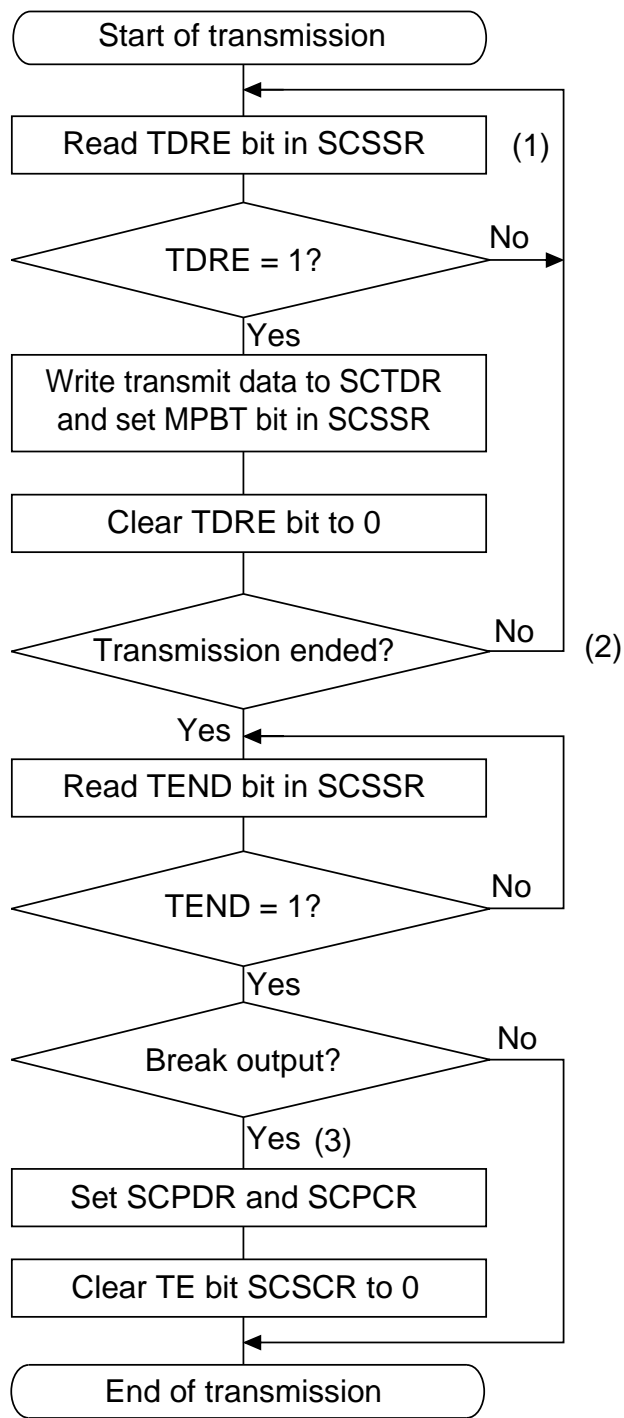 Start of transmission
Read TDRE bit in SCSSR
(1)
TDRE = 1?
No
Yes
Write transmit data to SCTDR
and set MPBT bit in SCSSR
Clear TDRE bit to 0
Transmission ended?
No
(2)
Yes
Read TEND bit in SCSSR
TEND = 1?
No
Yes
Break output?
No
Yes (3)
Set SCPDR and SCPCR
Clear TE bit SCSCR to 0
End of transmission